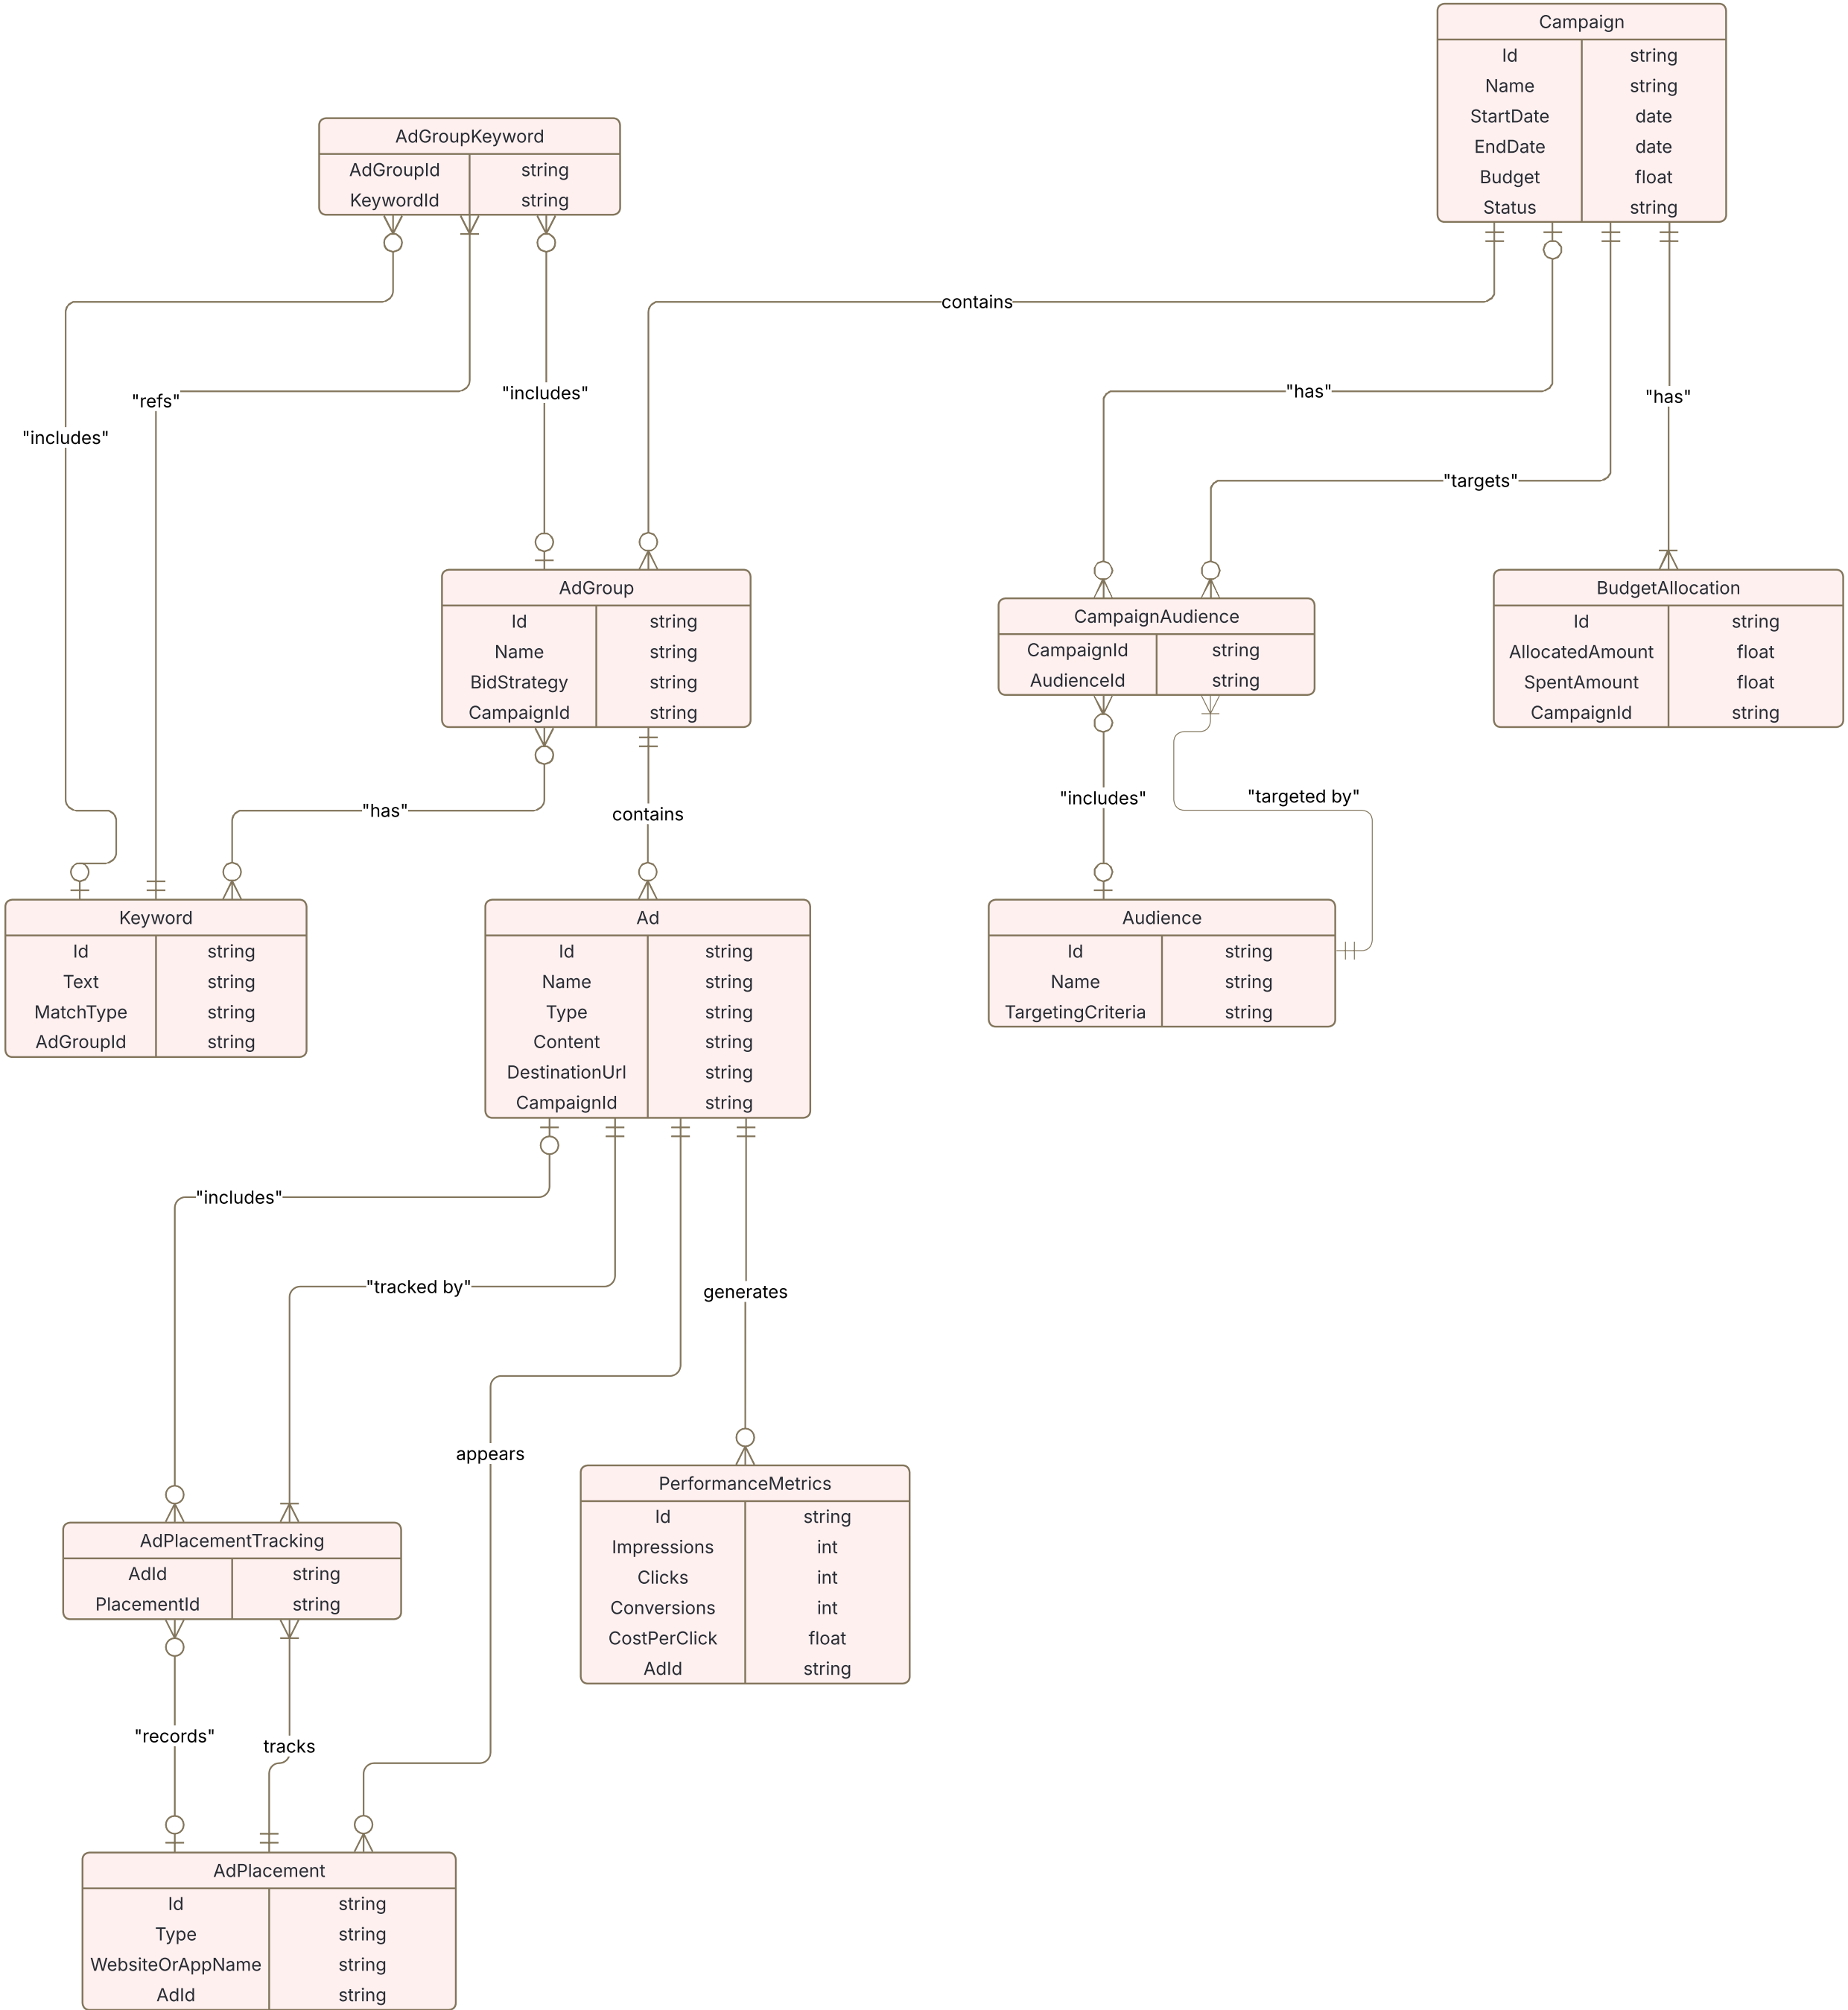 Campaign
Id string
Name string
StartDate date
EndDate date
Budget float
Status string
AdGroupKeyword
AdGroupId string
KeywordId string
contains
"has"
"includes"
"has"
"refs"
"includes"
"targets"
AdGroup
Id string
Name string
BidStrategy string
CampaignId string
CampaignAudience
CampaignId string
AudienceId string
BudgetAllocation
Id string
AllocatedAmount float
SpentAmount float
CampaignId string
"has"
contains
"includes"
"targeted by"
Keyword
Id string
Text string
MatchType string
AdGroupId string
Ad
Id string
Name string
Type string
Content string
DestinationUrl string
CampaignId string
Audience
Id string
Name string
TargetingCriteria string
"includes"
"tracked by"
generates
appears
PerformanceMetrics
Id string
Impressions int
Clicks int
Conversions int
CostPerClick float
AdId string
AdPlacementTracking
AdId string
PlacementId string
"records"
tracks
AdPlacement
Id string
Type string
WebsiteOrAppName string
AdId string